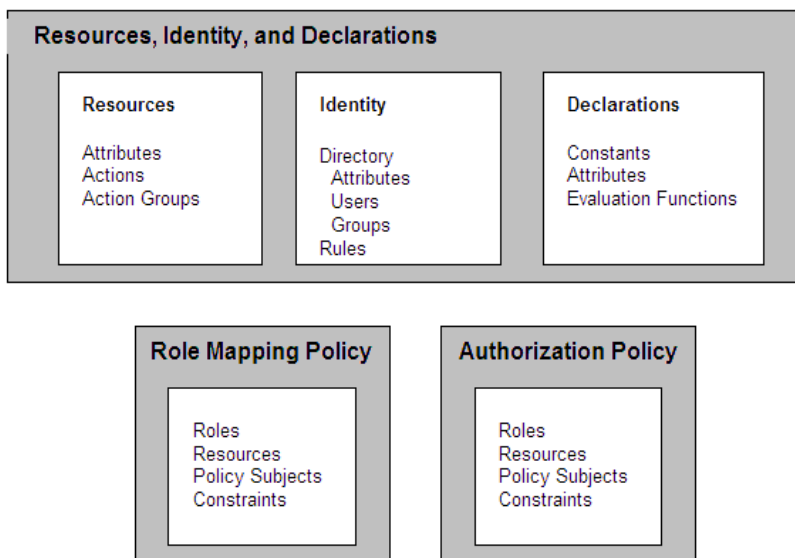 Resources, Identity, and Declarations
Resources
Attributes
Actions
Action Groups
Identity
Directory
Attributes
Users
Groups
Rules
Declarations
Constants
Attributes
Evaluation Functions
Role Mapping Policy
Roles
Resources
Policy Subjects
Constraints
Authorization Policy
Roles
Resources
Policy Subjects
Constraints